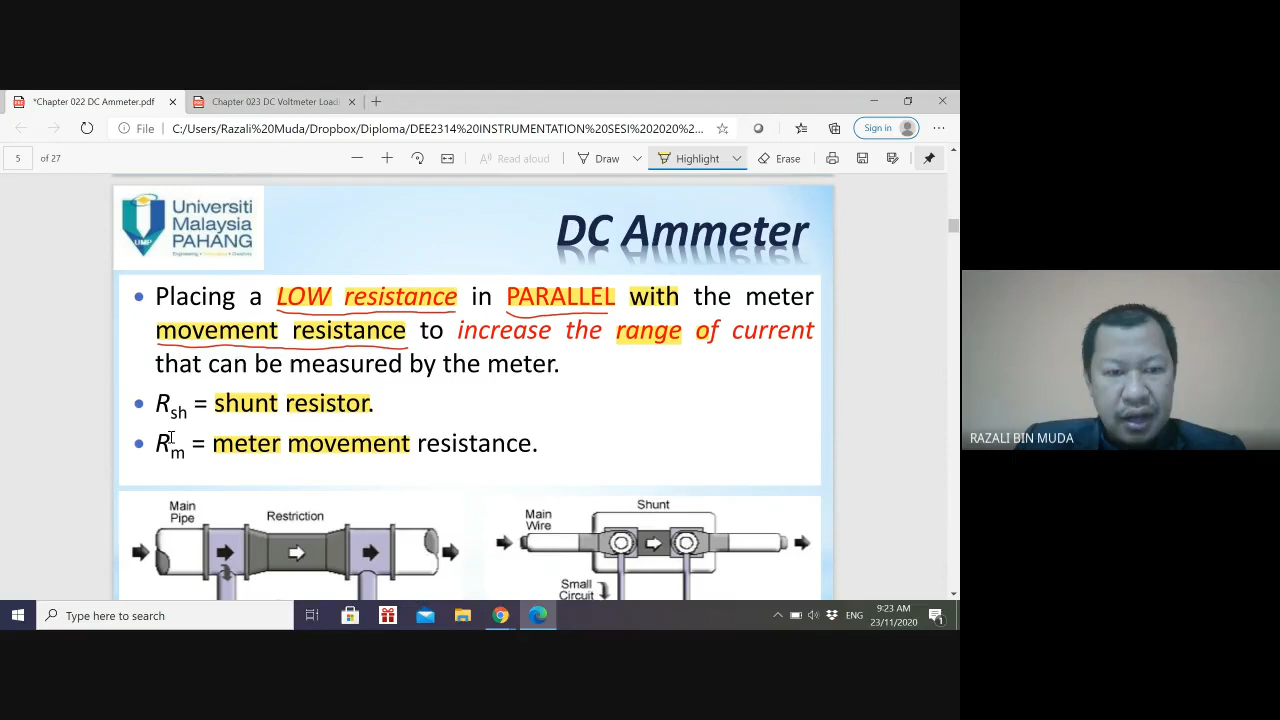 *Chapter 022 DC Ammeter.pdf
Chapter 023 DC Voltmeter Loadi
File
C:/Users/Razali%20Muda/Dropbox/Diploma/DEE2314%20INSTRUMENTATION%20SESI%202020%2...
Sign in
5 of 27
Read aloud
Draw
Highlight
Erase
Universiti
Malaysia
PAHANG
UMP
DC Ammeter
• Placing a LOW resistance in PARALLEL with the meter
movement resistance to increase the range of current
that can be measured by the meter.
• Rsh = shunt resistor.
• Rm = meter movement resistance.
Main
Pipe
Restriction
Main
Wire
Shunt
Small
Circuit
RAZALI BIN MUDA
Type here to search
ENG
9:23 AM
23/11/2020
1